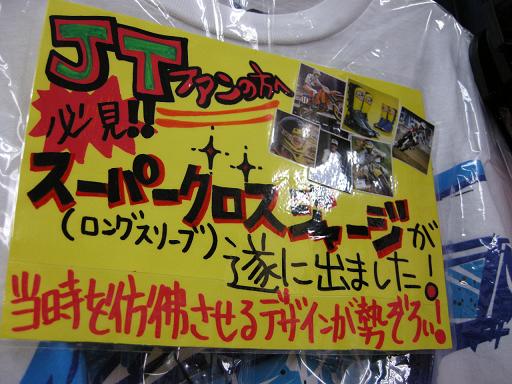 JTファンの方へ
必見!!
スーパークロスジャージが
(ロングスリーブ)遂に出ました!
当時を彷彿させるデザインが勢ぞろい!